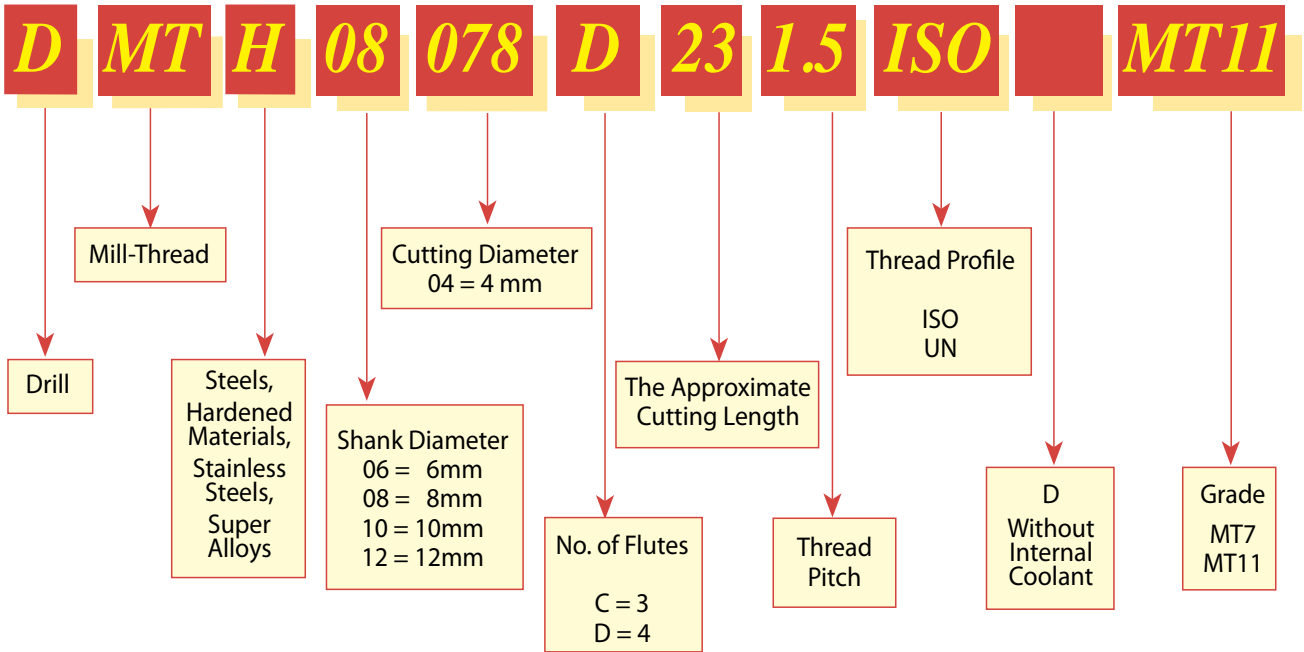 D MT H 08 078 D 23 1.5 ISO MT11
Drill
Mill-Thread
Steels,
Hardened
Materials,
Stainless
Steels,
Super
Alloys
Shank Diameter
06 = 6mm
08 = 8mm
10 = 10mm
12 = 12mm
Cutting Diameter
04 = 4 mm
No. of Flutes
C = 3
D = 4
The Approximate
Cutting Length
Thread
Pitch
Thread Profile
ISO
UN
D
Without
Internal
Coolant
Grade
MT7
MT11